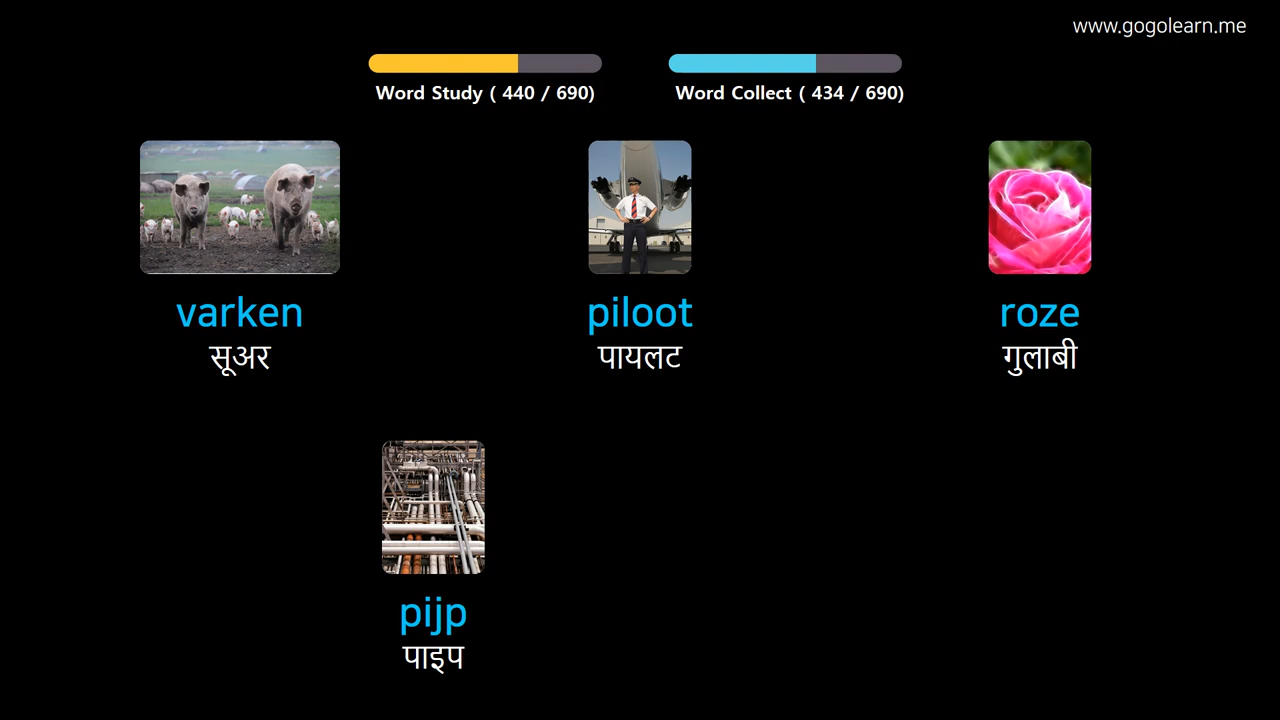 www.gogolearn.me
Word Study ( 440 / 690)
Word Collect ( 434 / 690)
varken
सूअर
piloot
पायलट
roze
गुलाबी
pijp
पाइप